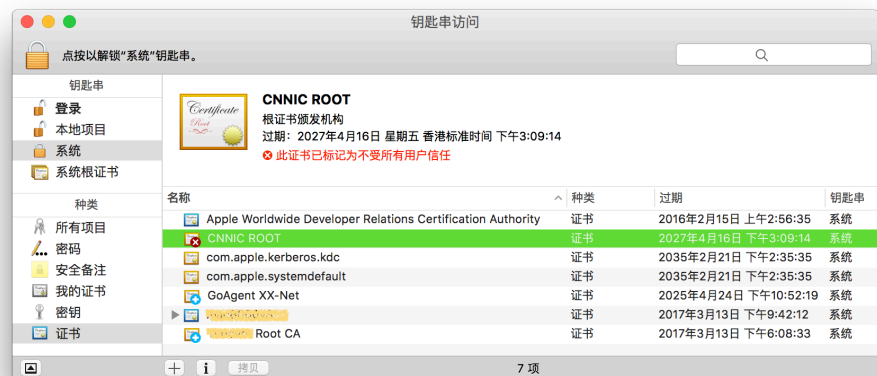 钥匙串访问
点按以解锁“系统”钥匙串。
钥匙串
登录
本地项目
系统
系统根证书
种类
所有项目
密码
安全备注
我的证书
密钥
证书
Certificate
Root
CNNIC ROOT
根证书颁发机构
过期：2027年4月16日 星期五 香港标准时间 下午3:09:14
此证书已标记为不受所有用户信任
名称 种类 过期 钥匙串
Apple Worldwide Developer Relations Certification Authority 证书 2016年2月15日 上午2:56:35 系统
CNNIC ROOT 证书 2027年4月16日 下午3:09:14 系统
com.apple.kerberos.kdc 证书 2035年2月21日 下午2:35:35 系统
com.apple.systemdefault 证书 2035年2月21日 下午2:35:35 系统
GoAgent XX-Net 证书 2025年4月24日 下午10:52:19 系统
证书 2017年3月13日 下午9:42:12 系统
Root CA 证书 2017年3月13日 下午6:08:33 系统
拷贝
7 项